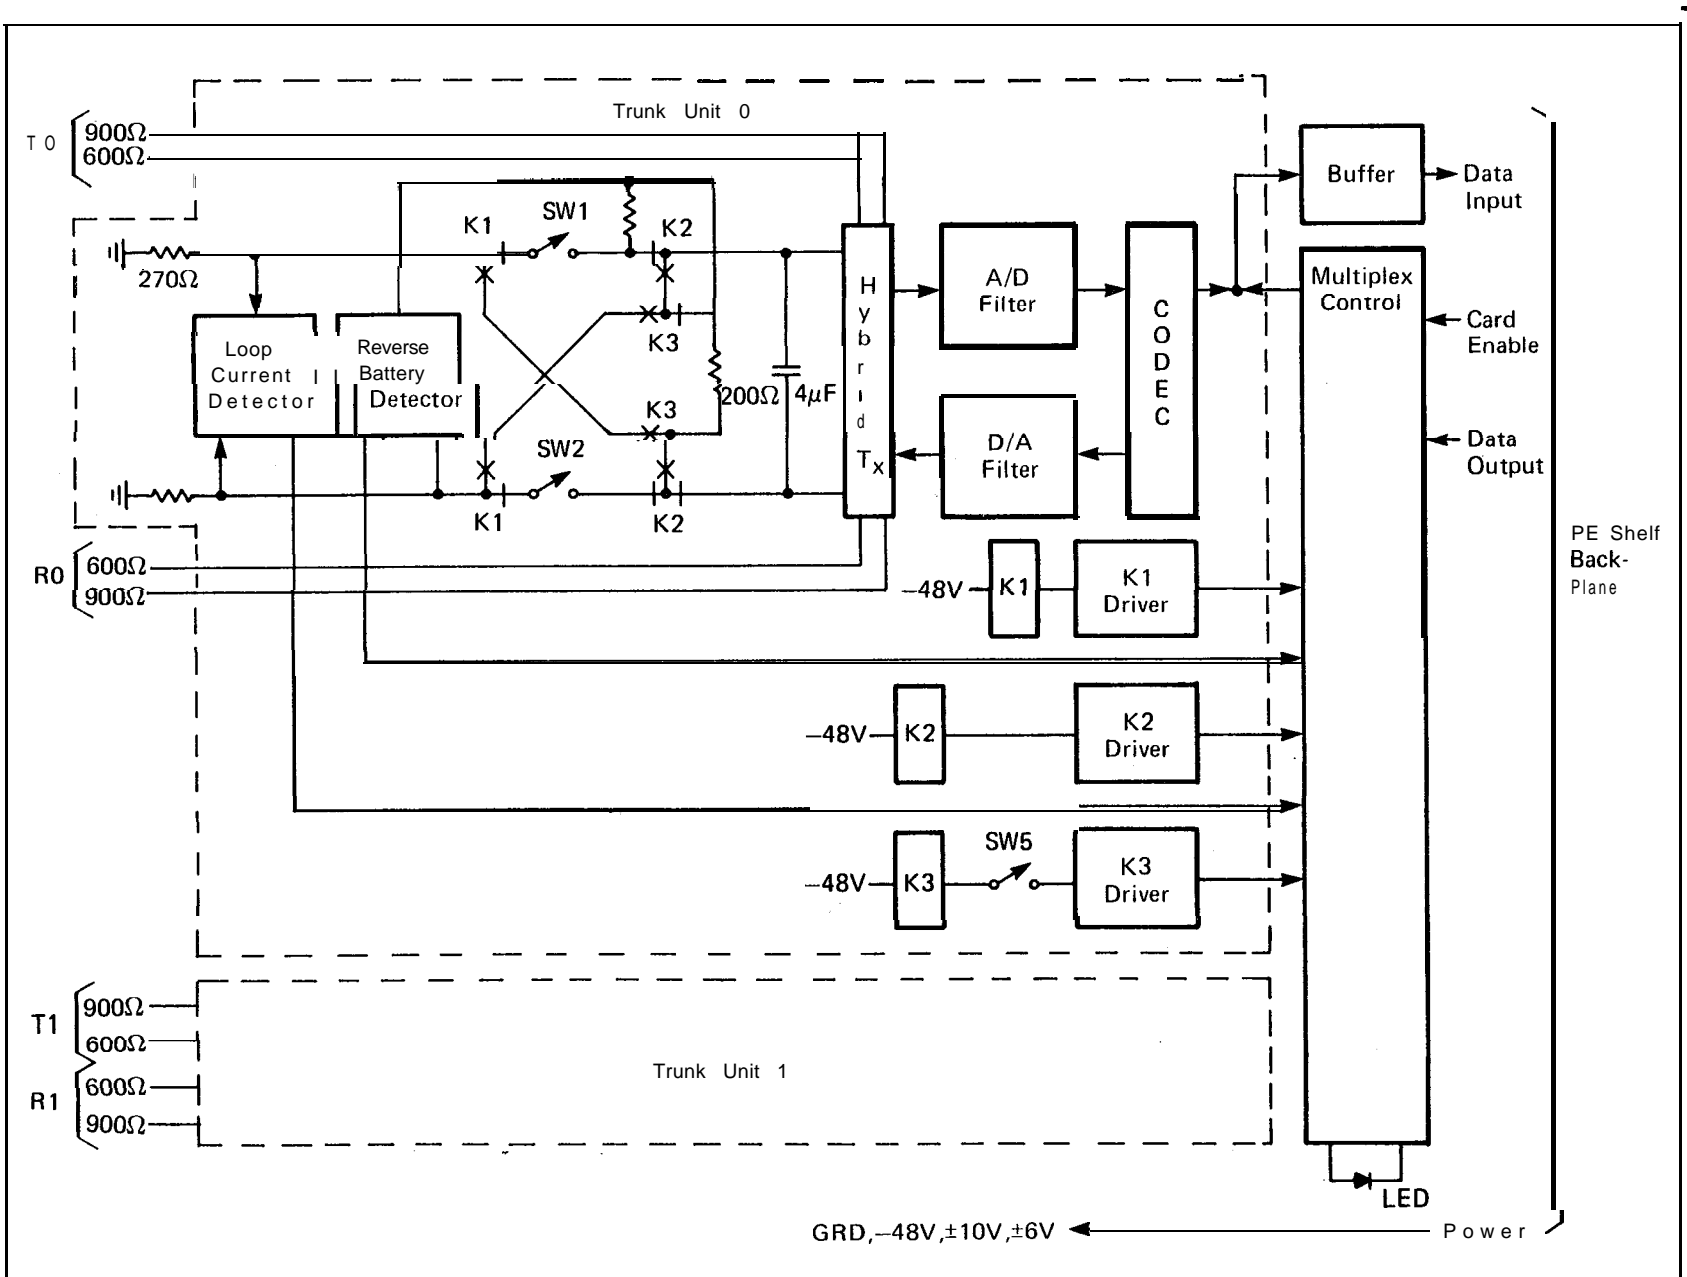 Trunk Unit 0
T0
900Ω
600Ω
270Ω
K1
SW1
K2
K3
Loop
Current
Detector
Reverse
Battery
Detector
K3
200Ω
4μF
SW2
K1
K2
Hybrid
Tx
A/D
Filter
D/A
Filter
CODEC
Buffer
Data
Input
Multiplex
Control
Card
Enable
Data
Output
PE Shelf
Back-
Plane
R0
600Ω
900Ω
–48V
K1
K1
Driver
–48V
K2
K2
Driver
–48V
K3
SW5
K3
Driver
T1
900Ω
600Ω
R1
600Ω
900Ω
Trunk Unit 1
LED
GRD,–48V,±10V,±6V
Power